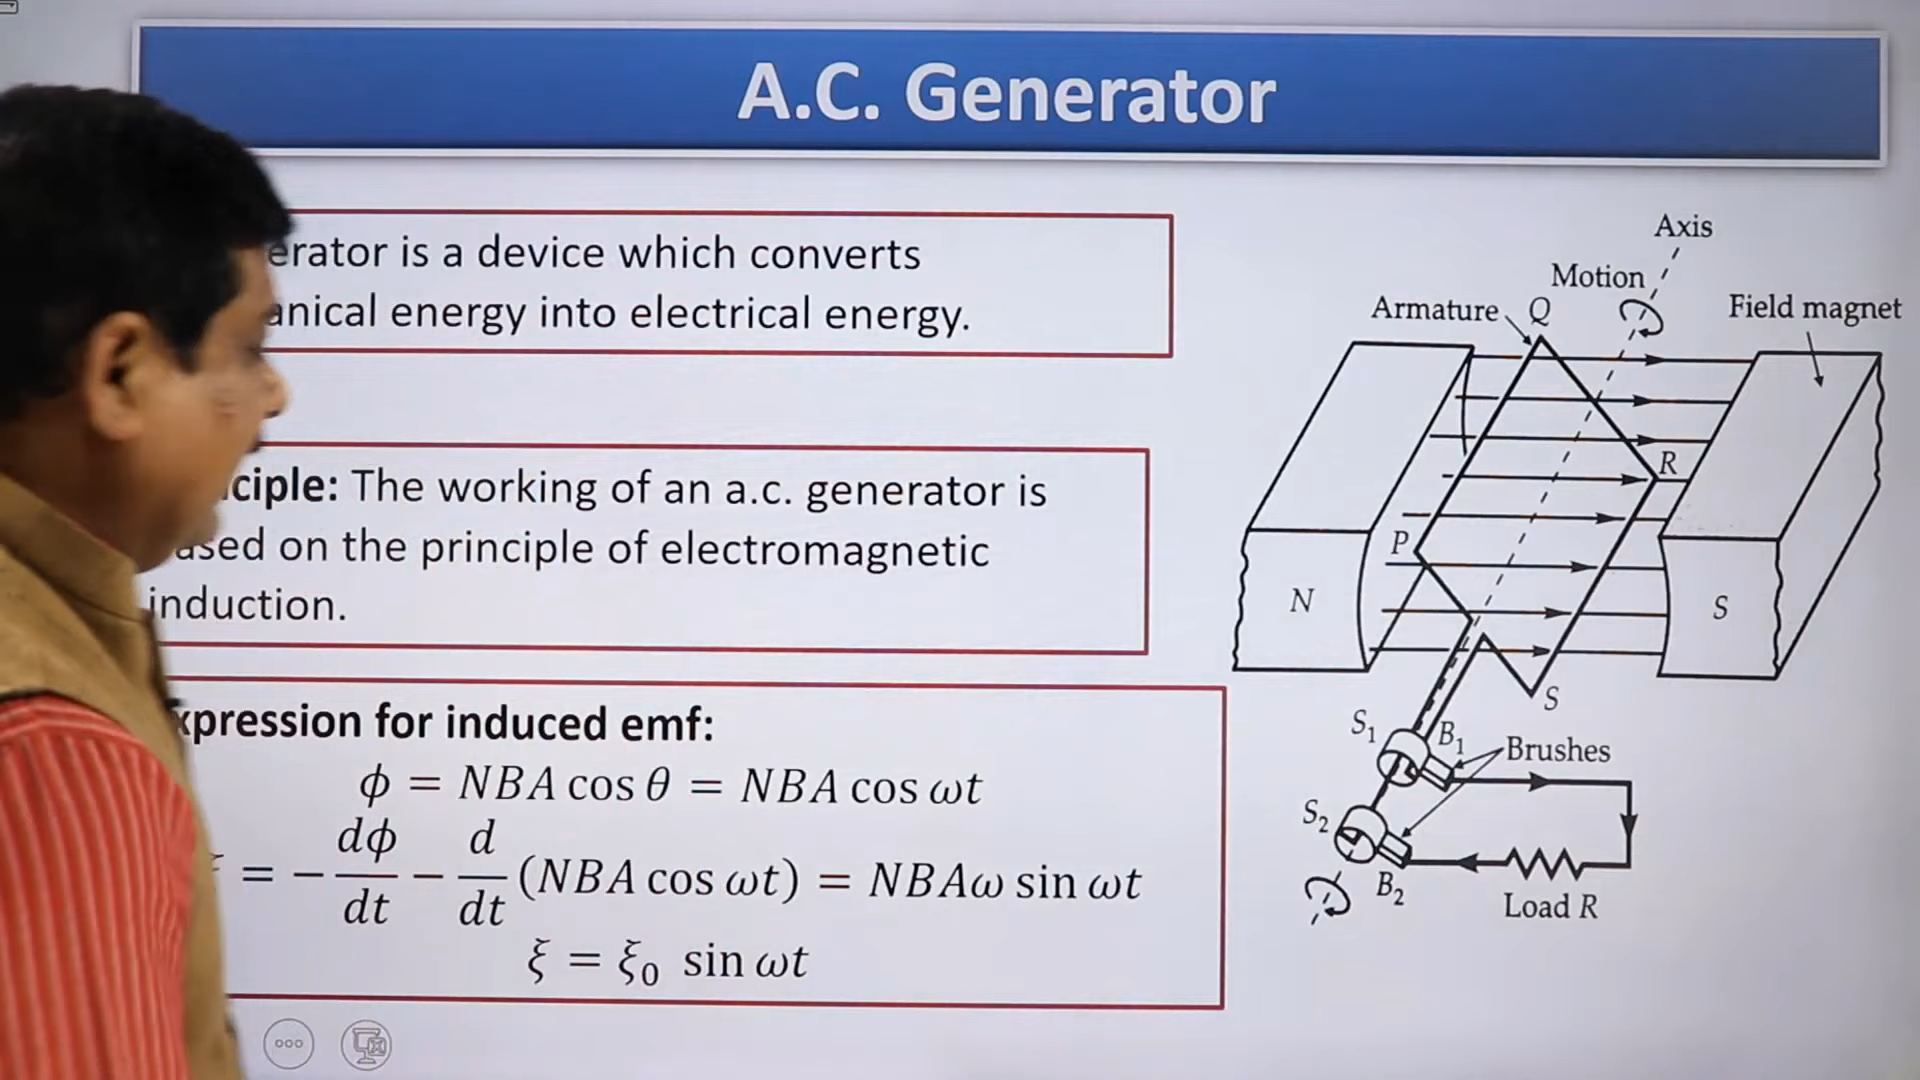 A.C. Generator
erator is a device which converts
anical energy into electrical energy.
ciple: The working of an a.c. generator is
ased on the principle of electromagnetic
induction.
xpression for induced emf:
ϕ = NBA cos θ = NBA cos ωt
= − dϕ/dt − d/dt (NBA cos ωt) = NBAω sin ωt
ξ = ξ₀ sin ωt
Axis
Motion
Armature
Q
Field magnet
R
P
N
S
S
S₁
B₁
Brushes
S₂
B₂
Load R